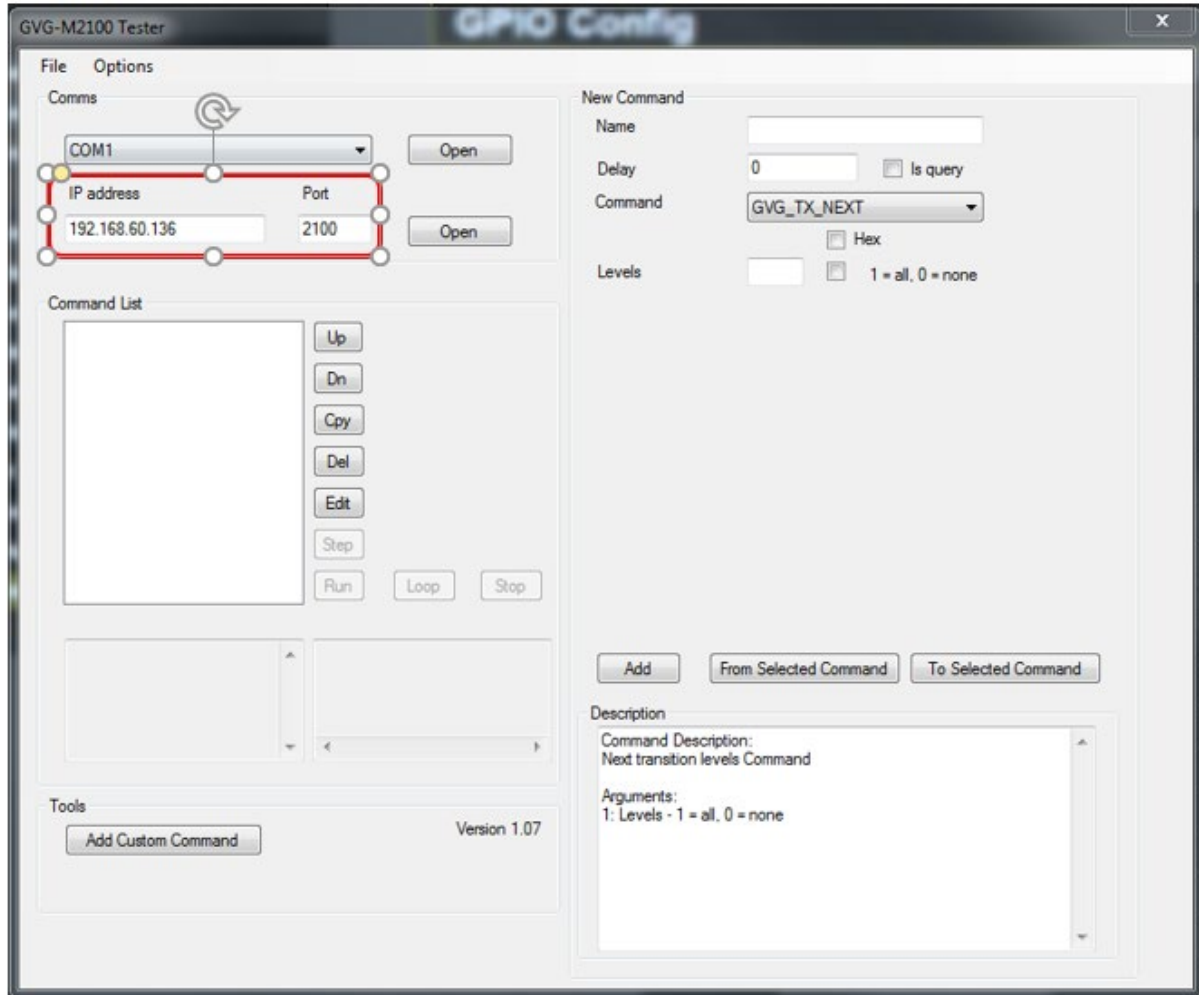 GPIO Config
GVG-M2100 Tester
x
File Options
Comms
COM1
Open
IP address Port
192.168.60.136 2100
Open
Command List
Up
Dn
Cpy
Del
Edit
Step
Run Loop Stop
Tools
Add Custom Command
Version 1.07
New Command
Name
Delay 0 Is query
Command GVG_TX_NEXT
Hex
Levels 1 = all, 0 = none
Add From Selected Command To Selected Command
Description
Command Description:
Next transition levels Command
Arguments:
1: Levels - 1 = all, 0 = none